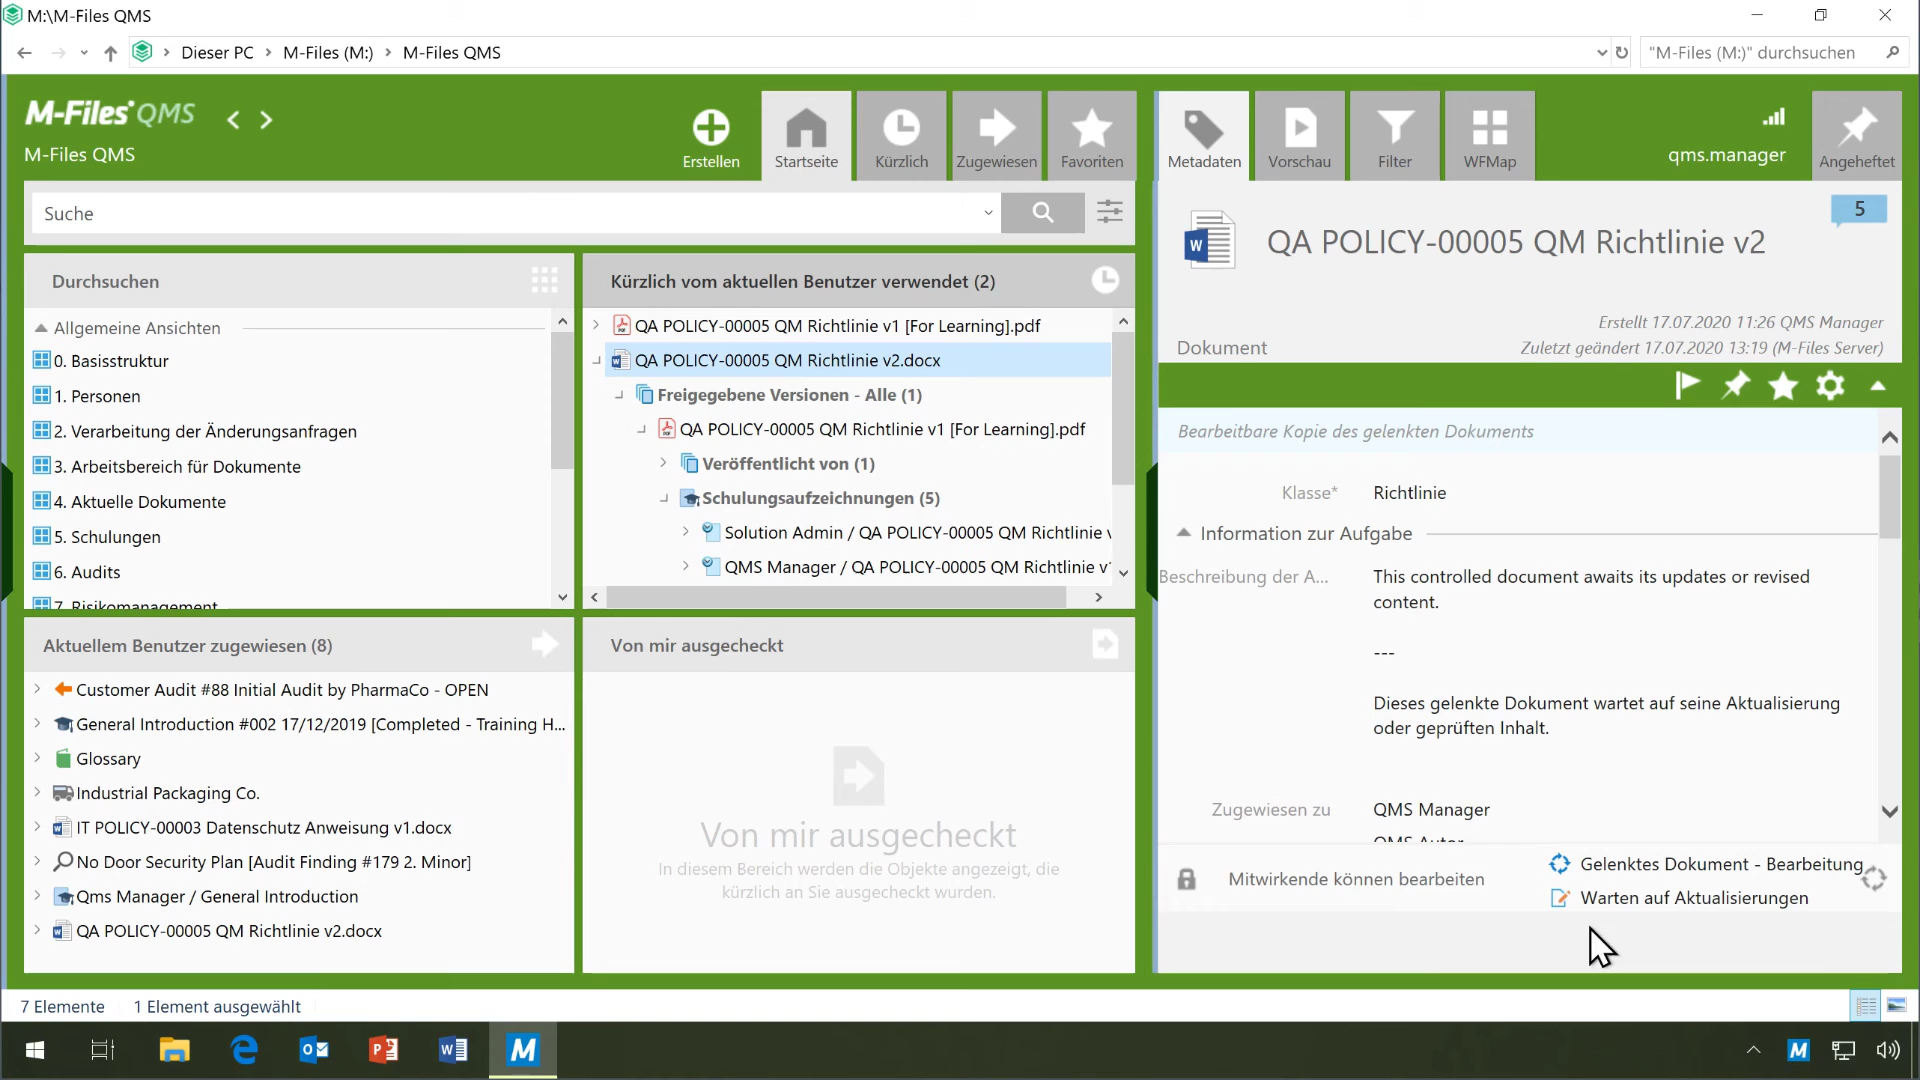 M:\M-Files QMS
Dieser PC > M-Files (M:) > M-Files QMS
"M-Files (M:)" durchsuchen
M-Files QMS
M-Files QMS
Erstellen
Startseite
Kürzlich
Zugewiesen
Favoriten
Metadaten
Vorschau
Filter
WFMap
qms.manager
Angeheftet
Suche
5
QA POLICY-00005 QM Richtlinie v2
Erstellt 17.07.2020 11:26 QMS Manager
Dokument
Zuletzt geändert 17.07.2020 13:19 (M-Files Server)
Durchsuchen
Allgemeine Ansichten
0. Basisstruktur
1. Personen
2. Verarbeitung der Änderungsanfragen
3. Arbeitsbereich für Dokumente
4. Aktuelle Dokumente
5. Schulungen
6. Audits
7. Risikomanagement
Kürzlich vom aktuellen Benutzer verwendet (2)
QA POLICY-00005 QM Richtlinie v1 [For Learning].pdf
QA POLICY-00005 QM Richtlinie v2.docx
Freigegebene Versionen - Alle (1)
QA POLICY-00005 QM Richtlinie v1 [For Learning].pdf
Veröffentlicht von (1)
Schulungsaufzeichnungen (5)
Solution Admin / QA POLICY-00005 QM Richtlinie v
QMS Manager / QA POLICY-00005 QM Richtlinie v
Aktuellem Benutzer zugewiesen (8)
Customer Audit #88 Initial Audit by PharmaCo - OPEN
General Introduction #002 17/12/2019 [Completed - Training H...
Glossary
Industrial Packaging Co.
IT POLICY-00003 Datenschutz Anweisung v1.docx
No Door Security Plan [Audit Finding #179 2. Minor]
Qms Manager / General Introduction
QA POLICY-00005 QM Richtlinie v2.docx
Von mir ausgecheckt
Von mir ausgecheckt
In diesem Bereich werden die Objekte angezeigt, die
kürzlich an Sie ausgecheckt wurden.
Bearbeitbare Kopie des gelenkten Dokuments
Klasse* Richtlinie
Information zur Aufgabe
Beschreibung der A... This controlled document awaits its updates or revised
content.
---
Dieses gelenkte Dokument wartet auf seine Aktualisierung
oder geprüften Inhalt.
Zugewiesen zu QMS Manager
QMS Autor
Mitwirkende können bearbeiten
Gelenktes Dokument - Bearbeitung
Warten auf Aktualisierungen
7 Elemente 1 Element ausgewählt